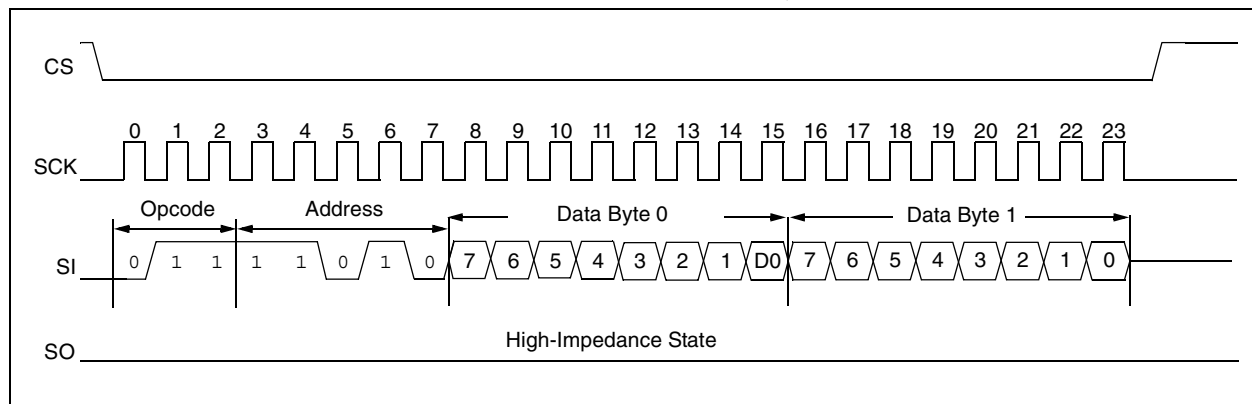 CS
0 1 2 3 4 5 6 7 8 9 10 11 12 13 14 15 16 17 18 19 20 21 22 23
SCK
Opcode Address Data Byte 0 Data Byte 1
SI 0 1 1 1 1 0 1 0 7 6 5 4 3 2 1 D0 7 6 5 4 3 2 1 0
High-Impedance State
SO